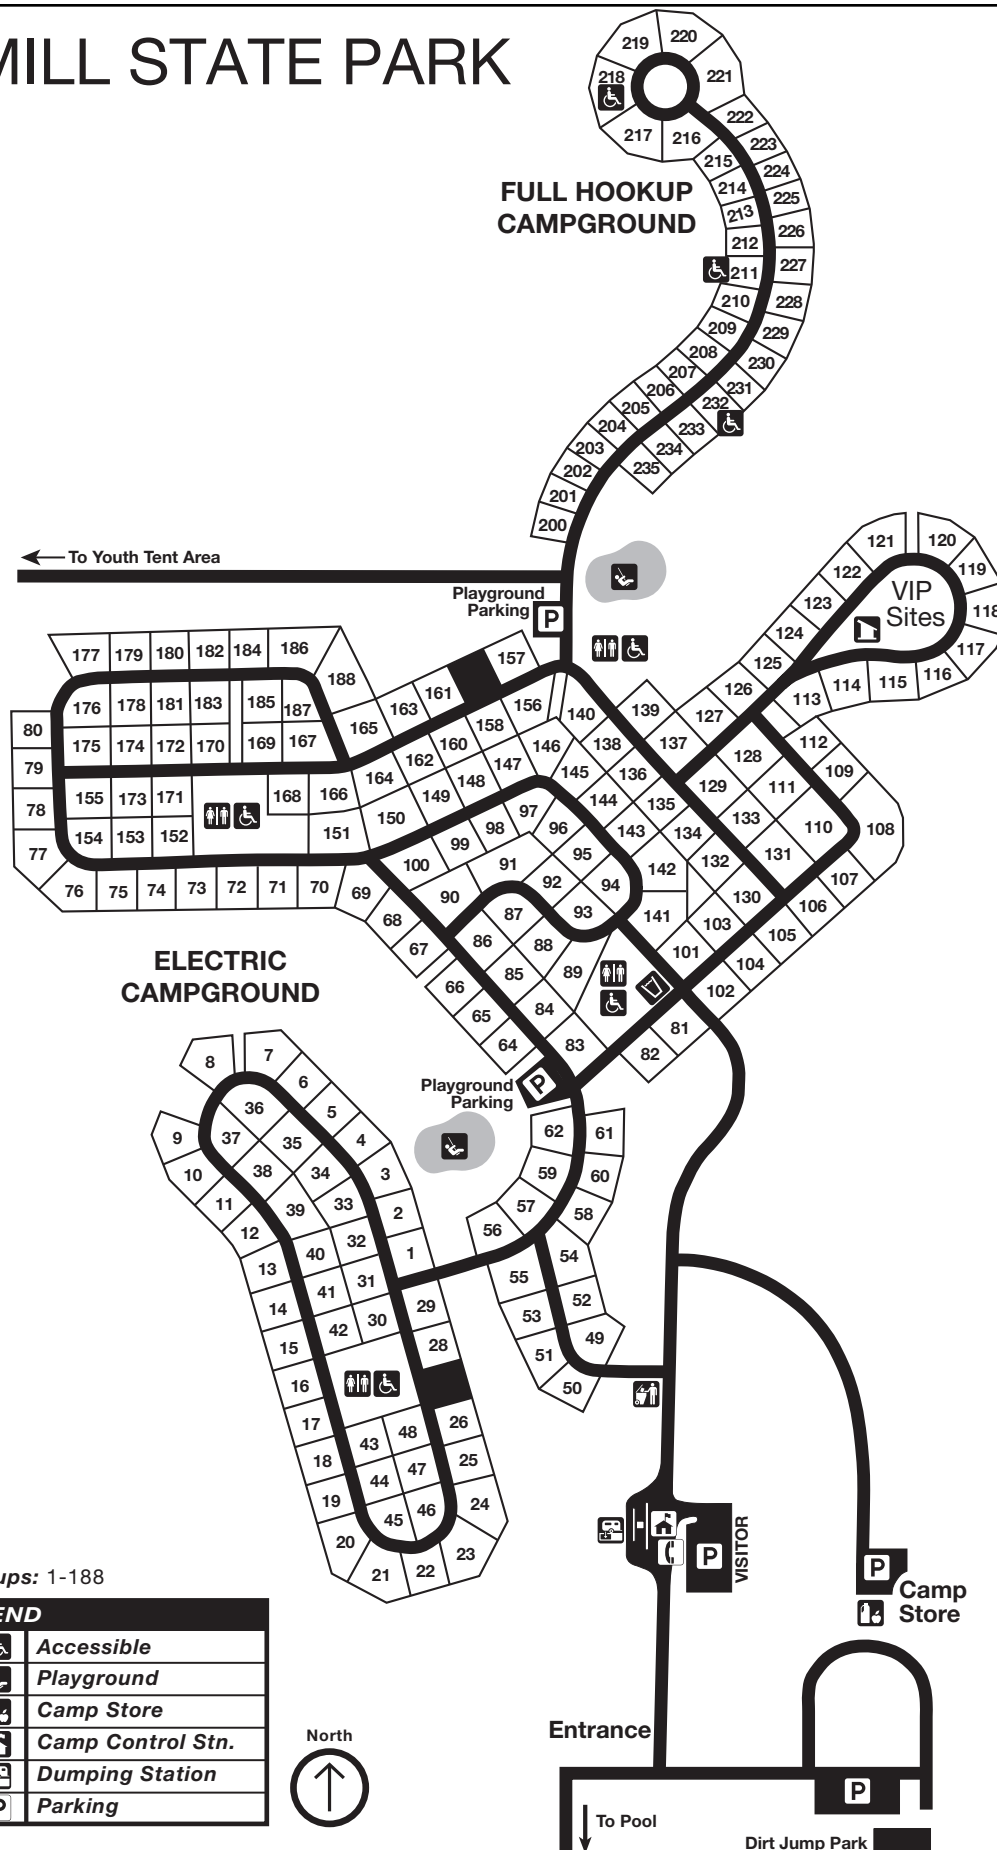 MILL STATE PARK
219 220
218 221
217 216 222
215 223
214 224
213 225
212 226
211 227
210 228
209 229
208 230
207 231
206 232
205 233
204 234
203 235
202
201
200
FULL HOOKUP
CAMPGROUND
To Youth Tent Area
Playground
Parking
P
VIP
Sites
121 120
122 119
123 118
124 117
125 116
126 113 114 115
127 112
139 128 109
140 137 111
138 129 108
136 133 110
135 131 107
134 132 106
130 105
103 104
101 102
81
82
177 179 180 182 184 186
188
176 178 181 183 185 187
175 174 172 170 169 167
80
79
78
77
155 173 171 168 166
154 153 152 151
76 75 74 73 72 71 70 69
68
67
157
161
163
165
156
158
160
162
164
146
147
148
149
150
145
144
143
142
141
97
98
99
100
96
95
94
93
92
91
90
87
88
89
86
85
84
83
66
65
64
ELECTRIC
CAMPGROUND
Playground
Parking
P
62 61
59 60
57 58
56 54
55 52
53 49
51
50
8 7
6
36 5
9 37 35 4
10 38 34 3
11 39 33 2
12 32 1
13 40 31
14 41 30 29
15 42 28
16
17 43 48 26
18 44 47 25
19 45 46 24
20 21 22 23
VISITOR
P
P
Camp
Store
ups: 1-188
END
Accessible
Playground
Camp Store
Camp Control Stn.
Dumping Station
P Parking
North
Entrance
P
To Pool
Dirt Jump Park